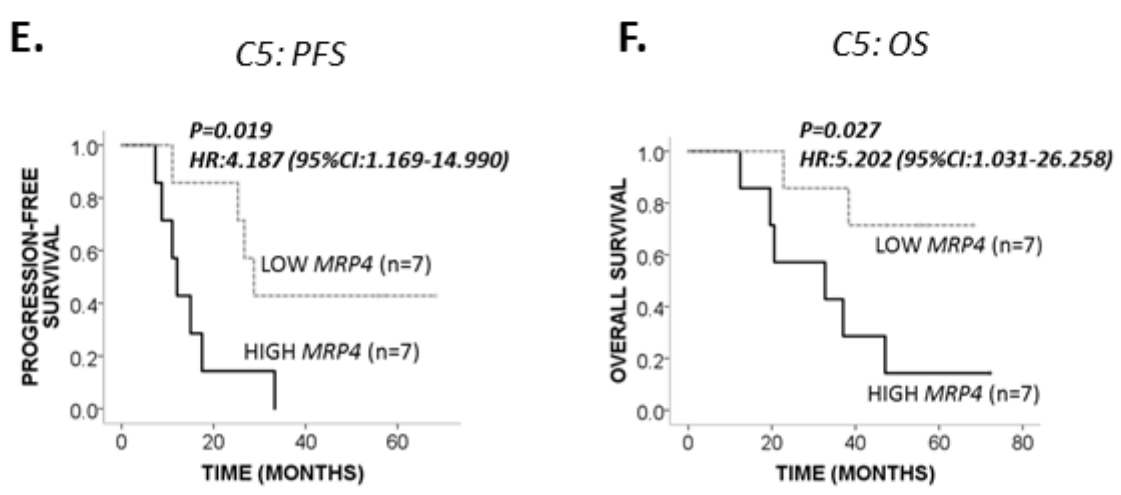 E.
C5: PFS
P=0.019
HR:4.187 (95%CI:1.169-14.990)
PROGRESSION-FREE
SURVIVAL
1.0
0.8
0.6
0.4
0.2
0.0
LOW MRP4 (n=7)
HIGH MRP4 (n=7)
0 20 40 60
TIME (MONTHS)
F.
C5: OS
P=0.027
HR:5.202 (95%CI:1.031-26.258)
OVERALL SURVIVAL
1.0
0.8
0.6
0.4
0.2
0.0
LOW MRP4 (n=7)
HIGH MRP4 (n=7)
0 20 40 60 80
TIME (MONTHS)